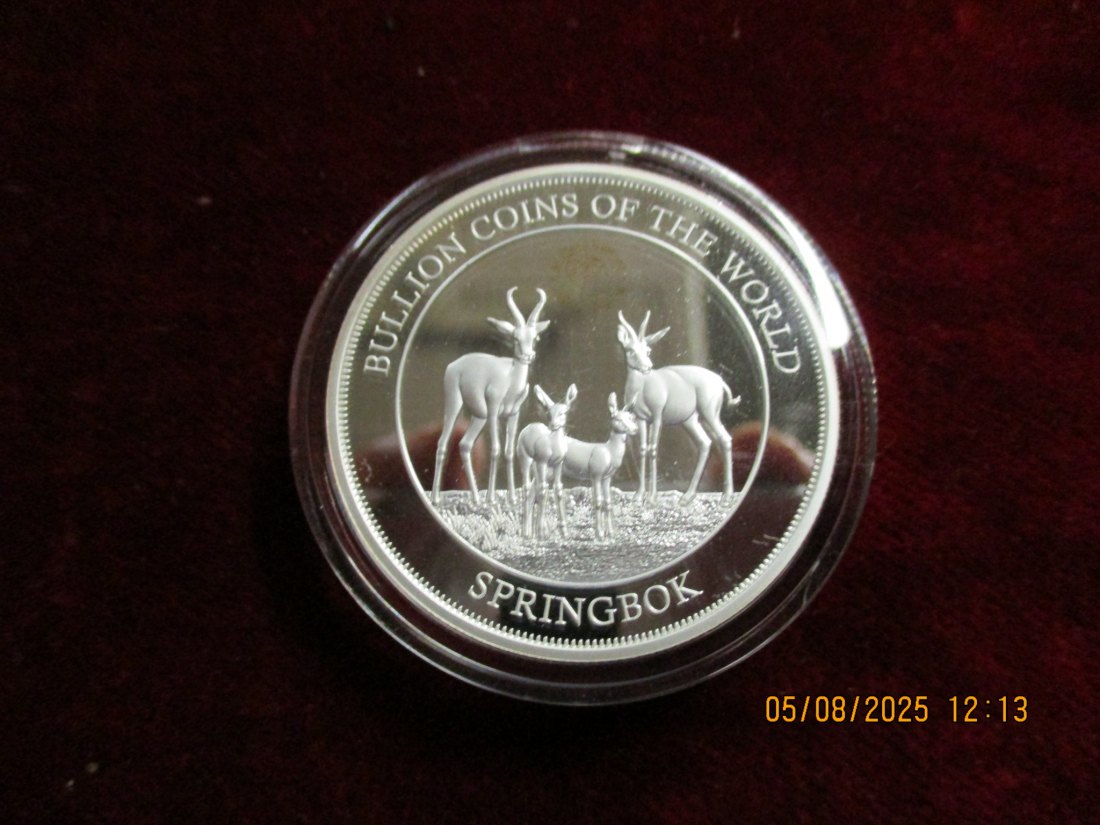 BULLION COINS OF THE WORLD
SPRINGBOK
05/08/2025 12:13